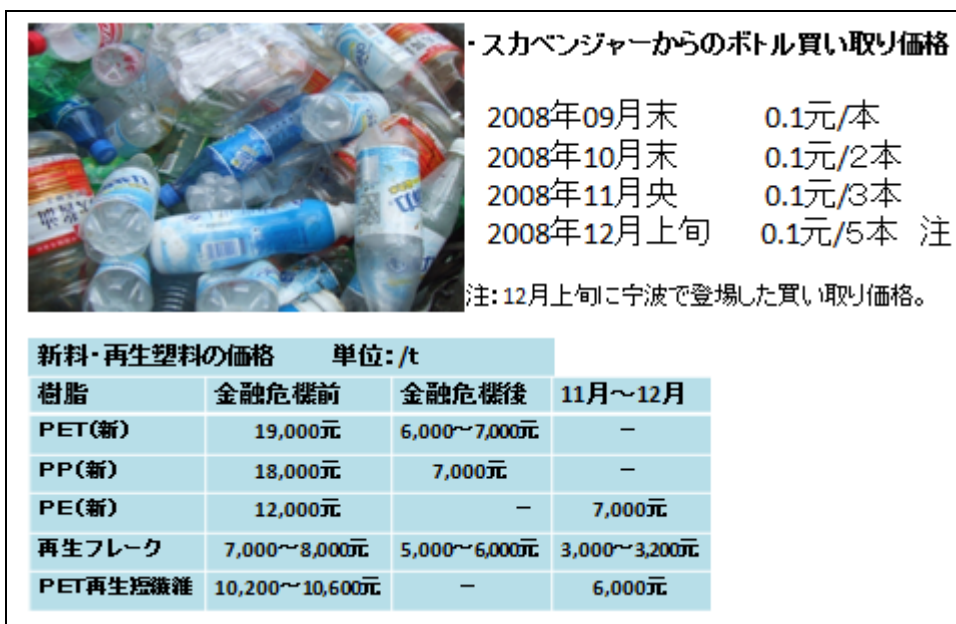 ・スカベンジャーからのボトル買い取り価格
2008年09月末 0.1元/本
2008年10月末 0.1元/2本
2008年11月央 0.1元/3本
2008年12月上旬 0.1元/5本 注
注:12月上旬に宁波で登場した買い取り価格。
新料・再生塑料の価格 単位:/t
樹脂 金融危機前 金融危機後 11月～12月
PET(新) 19,000元 6,000～7,000元 －
PP(新) 18,000元 7,000元 －
PE(新) 12,000元 － 7,000元
再生フレーク 7,000～8,000元 5,000～6,000元 3,000～3,200元
PET再生短繊維 10,200～10,600元 － 6,000元